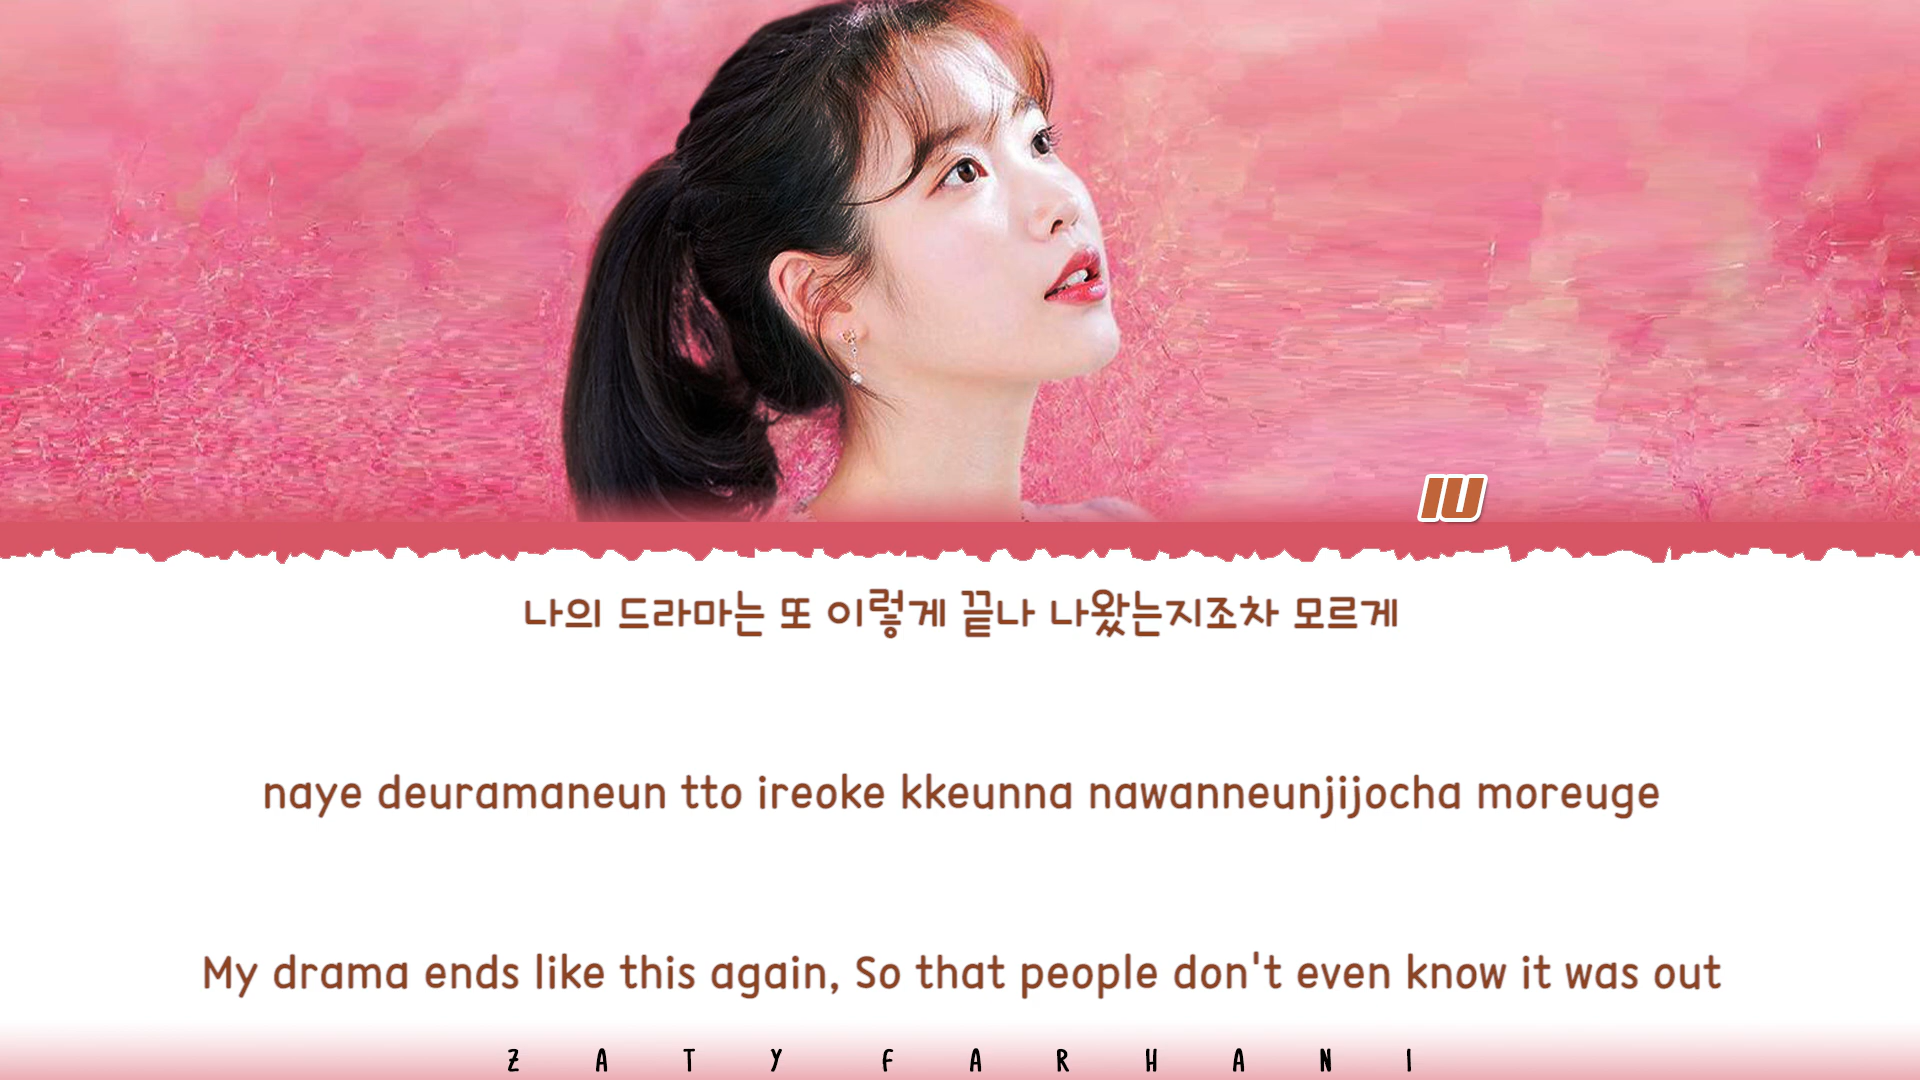 IU
나의 드라마는 또 이렇게 끝나 나왔는지조차 모르게
naye deuramaneun tto ireoke kkeunna nawanneunjijocha moreuge
My drama ends like this again, So that people don't even know it was out
ZATY FARHANI